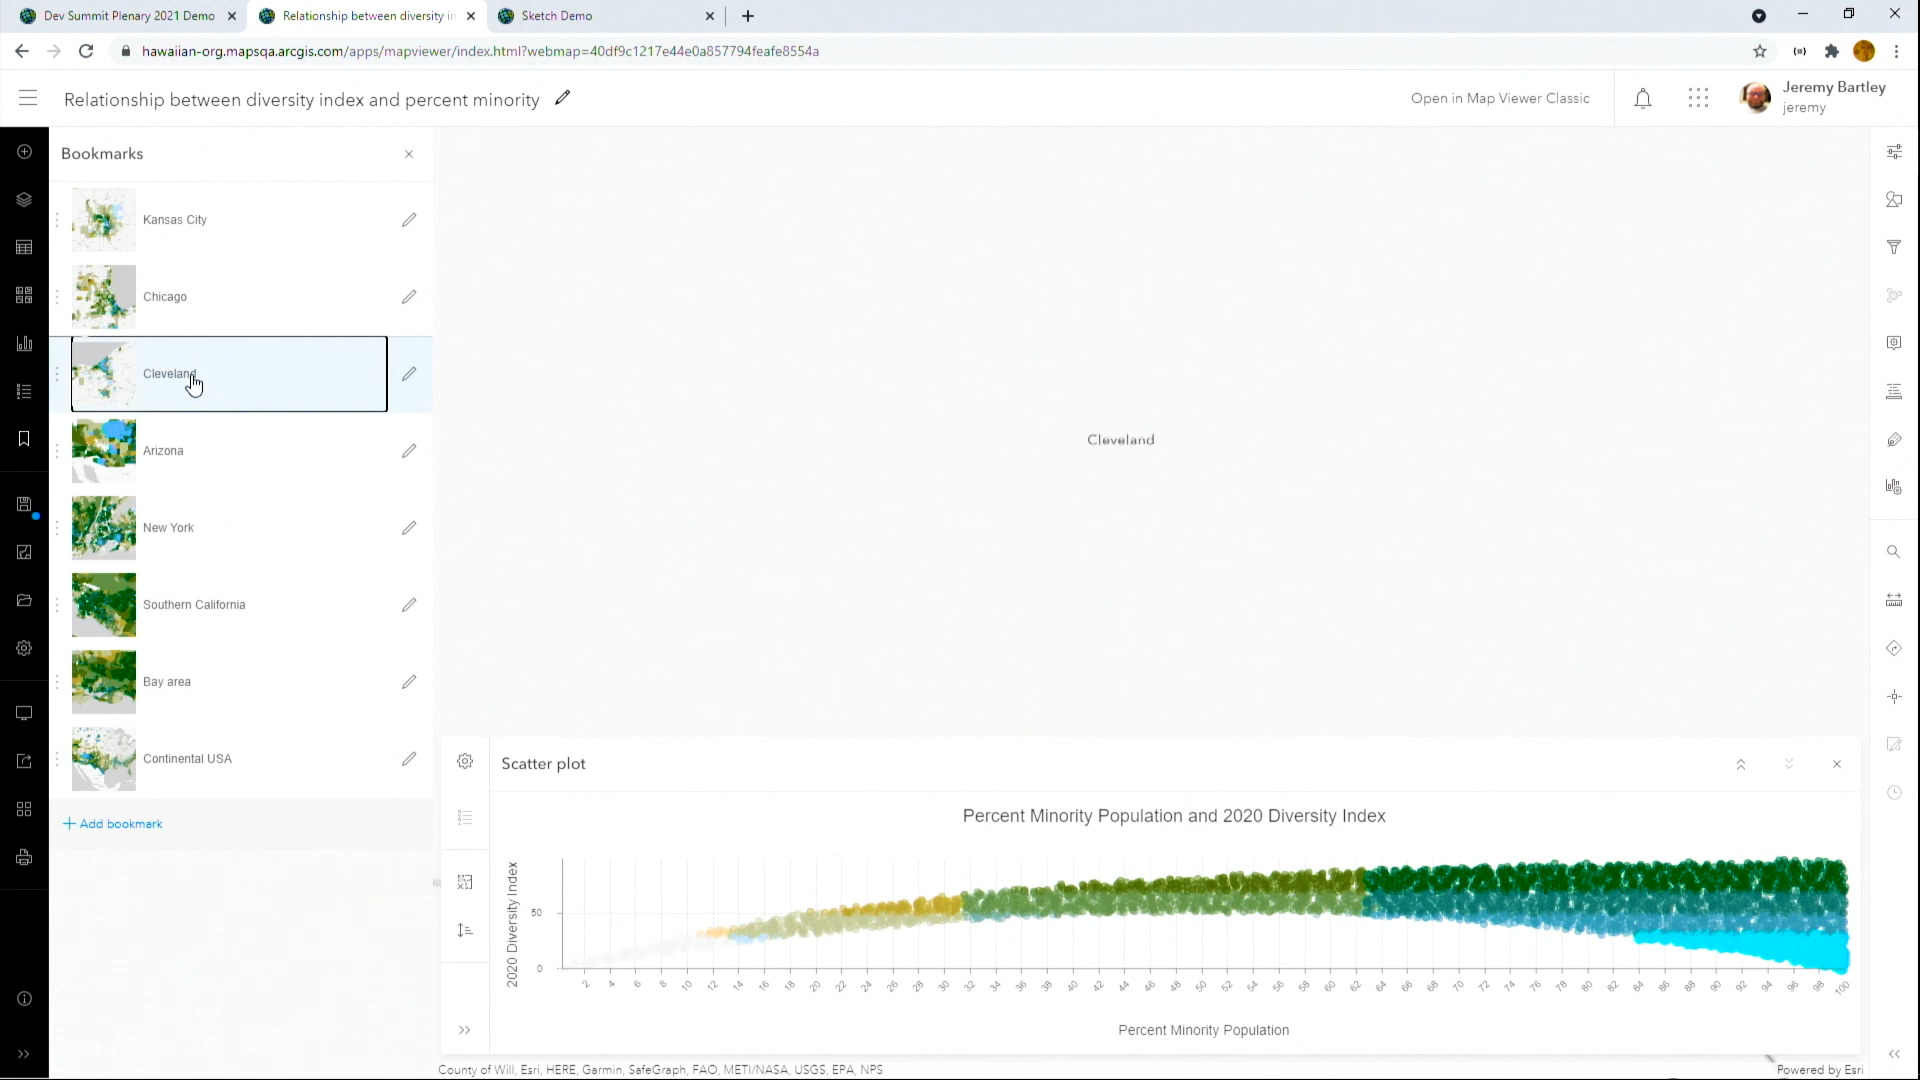 Dev Summit Plenary 2021 Demo
Relationship between diversity in
Sketch Demo
hawaiian-org.mapsqa.arcgis.com/apps/mapviewer/index.html?webmap=40df9c1217e44e0a857794feafe8554a
Relationship between diversity index and percent minority
Open in Map Viewer Classic
Jeremy Bartley
jeremy
Bookmarks
Kansas City
Chicago
Cleveland
Arizona
New York
Southern California
Bay area
Continental USA
Add bookmark
Cleveland
Scatter plot
Percent Minority Population and 2020 Diversity Index
2020 Diversity Index
50
0
2 4 6 8 10 12 14 16 18 20 22 24 26 28 30 32 34 36 38 40 42 44 46 48 50 52 54 56 58 60 62 64 66 68 70 72 74 76 78 80 82 84 86 88 90 92 94 96 98 100
Percent Minority Population
County of Will, Esri, HERE, Garmin, SafeGraph, FAO, METI/NASA, USGS, EPA, NPS
Powered by Esri